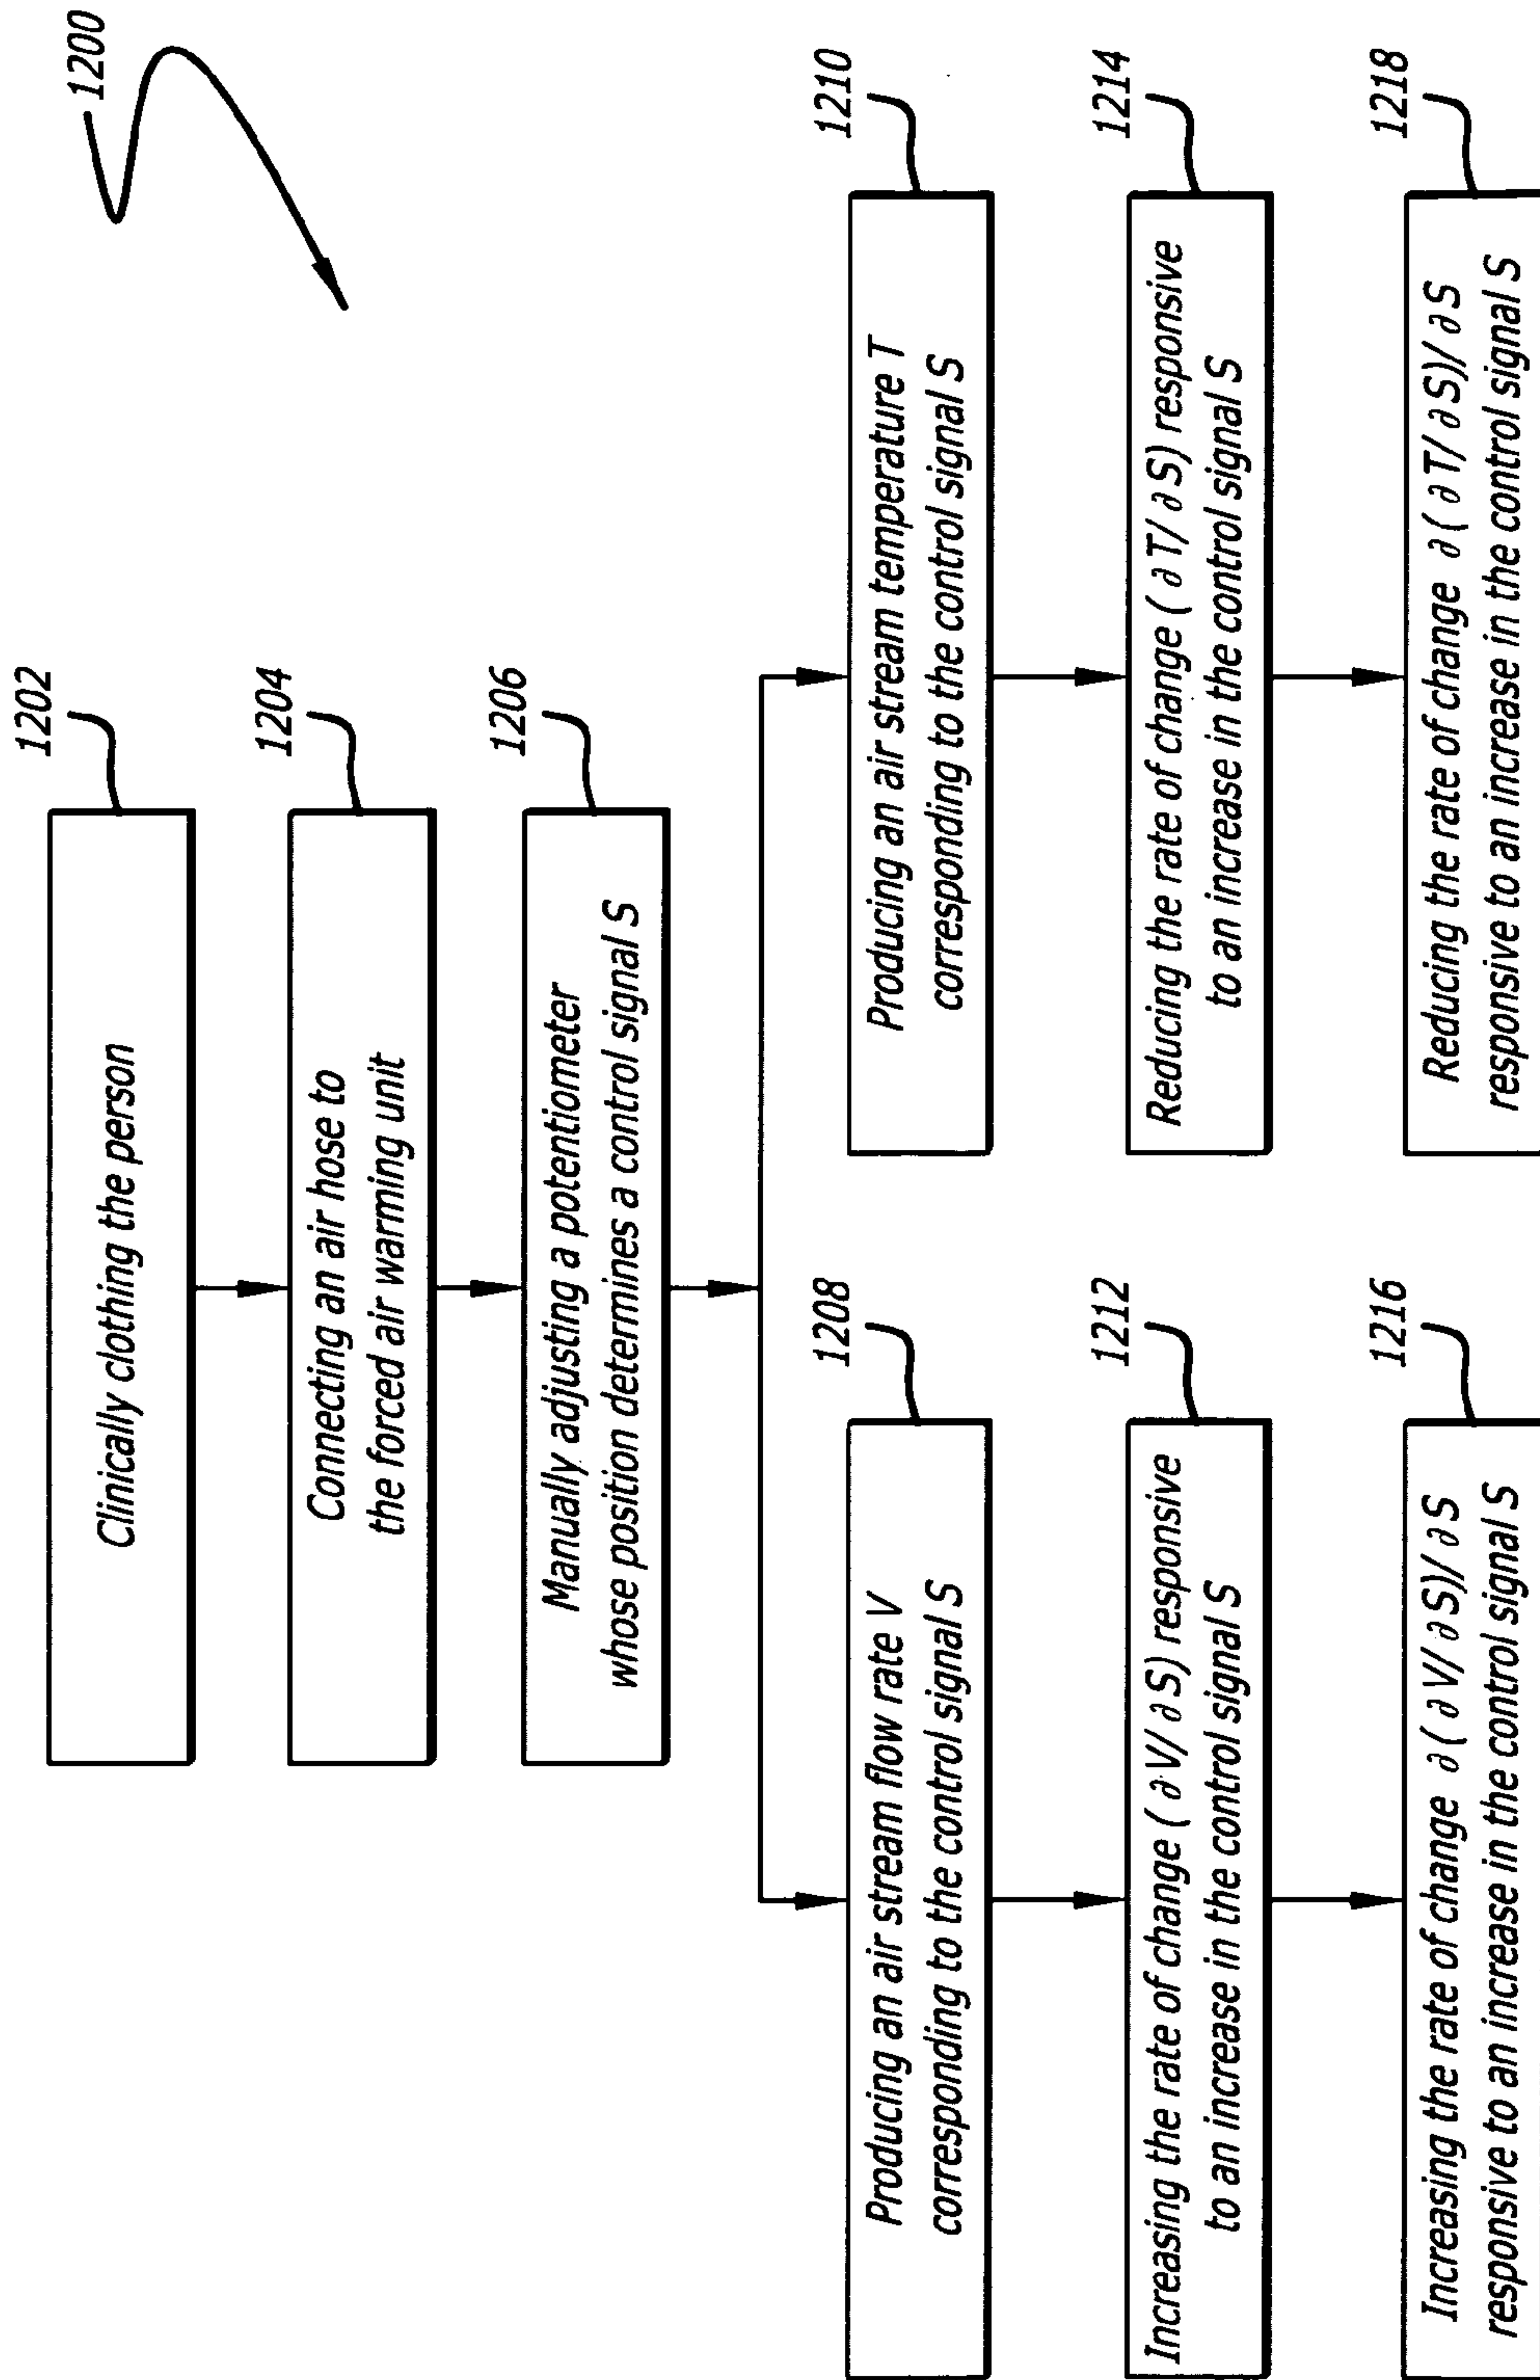 1200
1202
Clinically clothing the person
1204
Connecting an air hose to
the forced air warming unit
1206
Manually adjusting a potentiometer
whose position determines a control signal S
1208
Producing an air stream flow rate V
corresponding to the control signal S
1210
Producing an air stream temperature T
corresponding to the control signal S
1212
Increasing the rate of change (∂V/∂S) responsive
to an increase in the control signal S
1214
Reducing the rate of change (∂T/∂S) responsive
to an increase in the control signal S
1216
Increasing the rate of change ∂(∂V/∂S)/∂S
responsive to an increase in the control signal S
1218
Reducing the rate of change ∂(∂T/∂S)/∂S
responsive to an increase in the control signal S